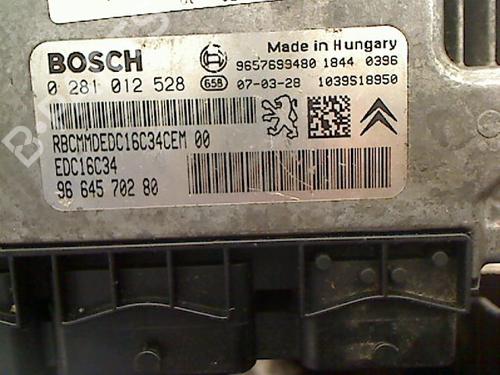 BOSCH
Made in Hungary
9657699480 1844 0396
0 281 012 528
658
07-03-28
1039S18950
RBCMMDEDC16C34CEM 00
EDC16C34
96 645 702 80